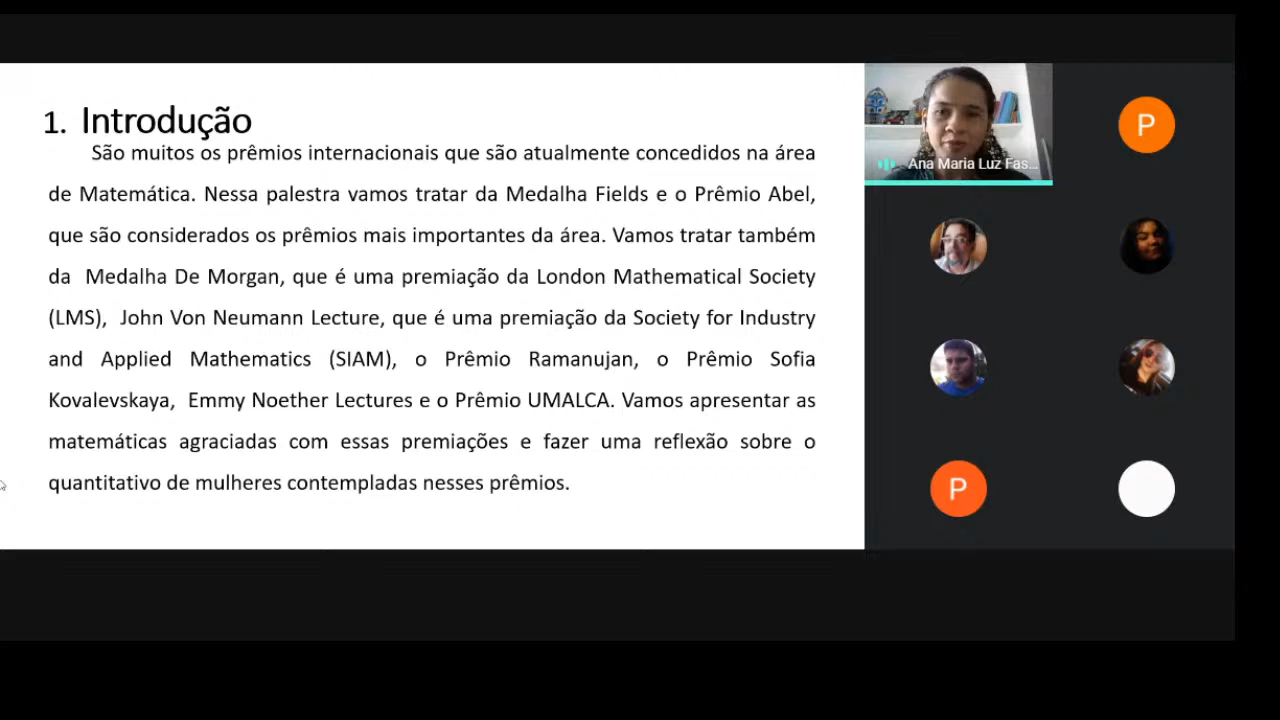 1. Introdução
São muitos os prêmios internacionais que são atualmente concedidos na área
de Matemática. Nessa palestra vamos tratar da Medalha Fields e o Prêmio Abel,
que são considerados os prêmios mais importantes da área. Vamos tratar também
da Medalha De Morgan, que é uma premiação da London Mathematical Society
(LMS), John Von Neumann Lecture, que é uma premiação da Society for Industry
and Applied Mathematics (SIAM), o Prêmio Ramanujan, o Prêmio Sofia
Kovalevskaya, Emmy Noether Lectures e o Prêmio UMALCA. Vamos apresentar as
matemáticas agraciadas com essas premiações e fazer uma reflexão sobre o
quantitativo de mulheres contempladas nesses prêmios.
Ana Maria Luz Fas...
P
P